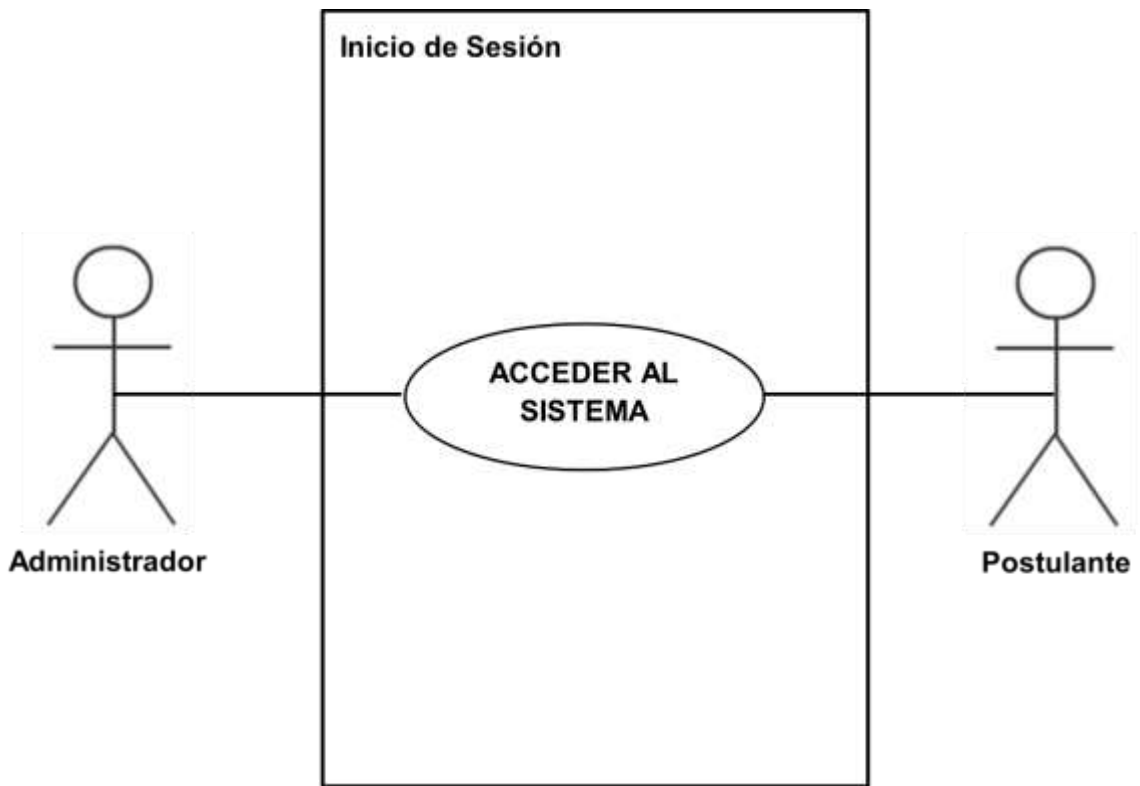 Inicio de Sesión
ACCEDER AL
SISTEMA
Administrador
Postulante